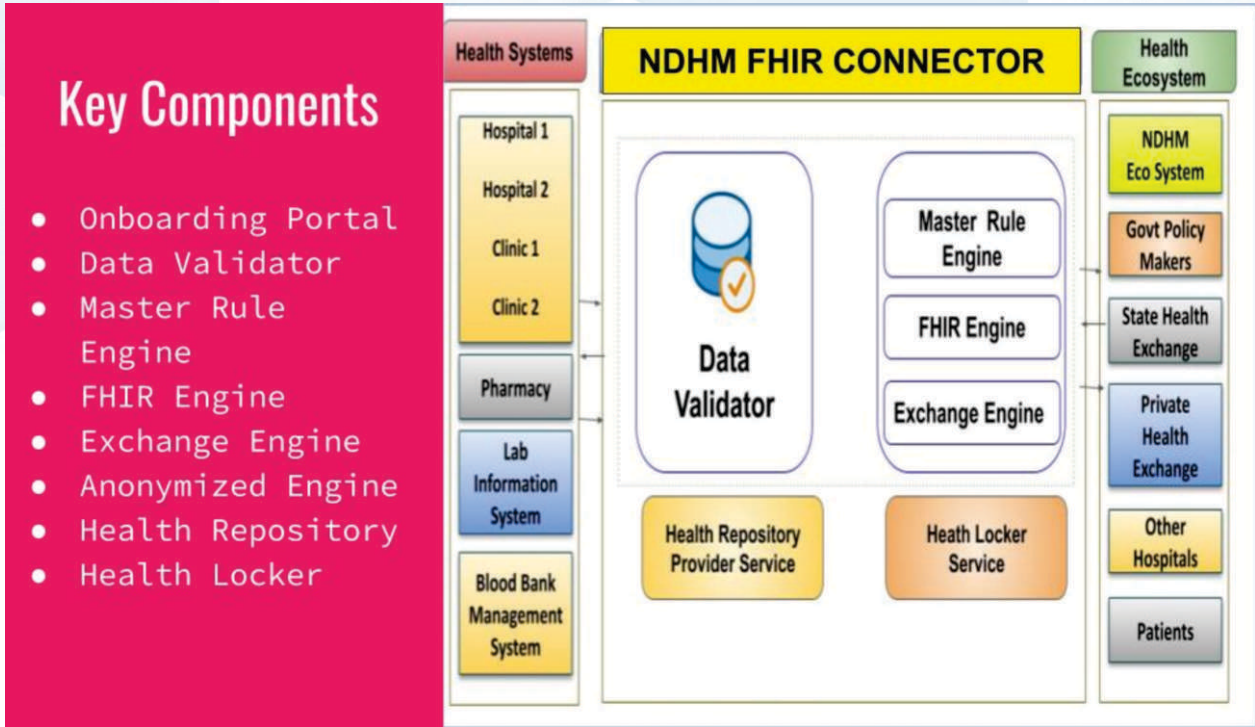 Key Components
● Onboarding Portal
● Data Validator
● Master Rule
Engine
● FHIR Engine
● Exchange Engine
● Anonymized Engine
● Health Repository
● Health Locker
Health Systems
Hospital 1
Hospital 2
Clinic 1
Clinic 2
Pharmacy
Lab
Information
System
Blood Bank
Management
System
NDHM FHIR CONNECTOR
Data
Validator
Master Rule
Engine
FHIR Engine
Exchange Engine
Health Repository
Provider Service
Heath Locker
Service
Health
Ecosystem
NDHM
Eco System
Govt Policy
Makers
State Health
Exchange
Private
Health
Exchange
Other
Hospitals
Patients